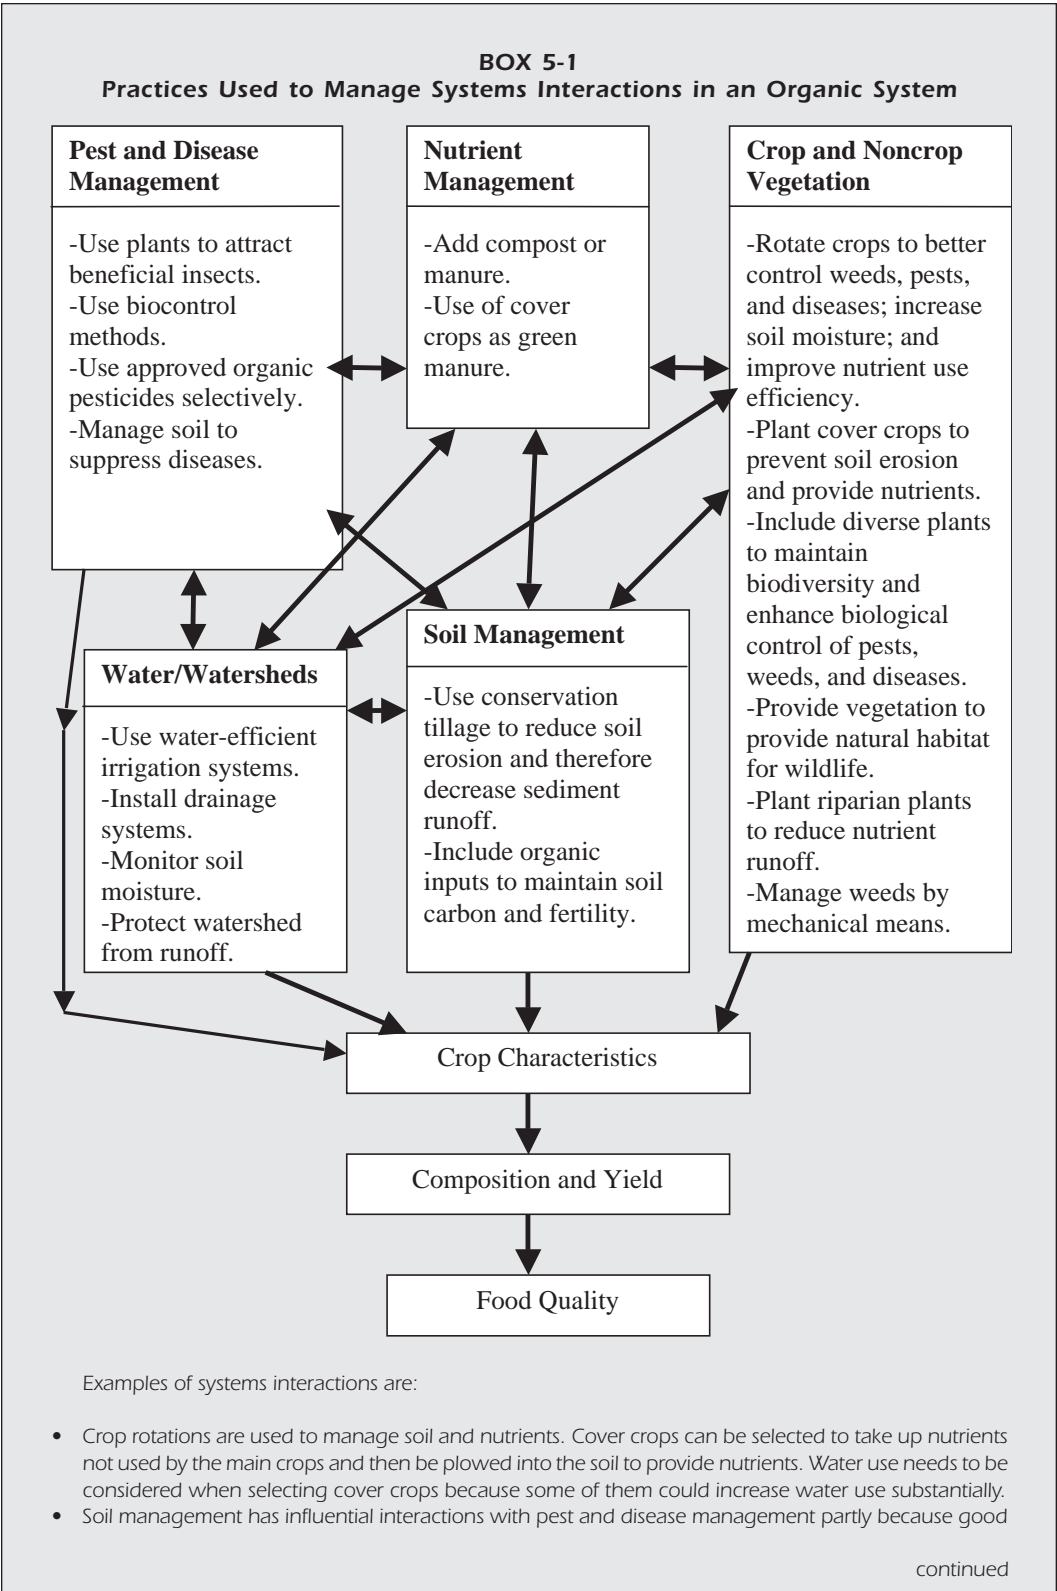 BOX 5-1
Practices Used to Manage Systems Interactions in an Organic System
Pest and Disease
Management
-Use plants to attract
beneficial insects.
-Use biocontrol
methods.
-Use approved organic
pesticides selectively.
-Manage soil to
suppress diseases.
Nutrient
Management
-Add compost or
manure.
-Use of cover
crops as green
manure.
Crop and Noncrop
Vegetation
-Rotate crops to better
control weeds, pests,
and diseases; increase
soil moisture; and
improve nutrient use
efficiency.
-Plant cover crops to
prevent soil erosion
and provide nutrients.
-Include diverse plants
to maintain
biodiversity and
enhance biological
control of pests,
weeds, and diseases.
-Provide vegetation to
provide natural habitat
for wildlife.
-Plant riparian plants
to reduce nutrient
runoff.
-Manage weeds by
mechanical means.
Water/Watersheds
-Use water-efficient
irrigation systems.
-Install drainage
systems.
-Monitor soil
moisture.
-Protect watershed
from runoff.
Soil Management
-Use conservation
tillage to reduce soil
erosion and therefore
decrease sediment
runoff.
-Include organic
inputs to maintain soil
carbon and fertility.
Crop Characteristics
Composition and Yield
Food Quality
Examples of systems interactions are:
• Crop rotations are used to manage soil and nutrients. Cover crops can be selected to take up nutrients
not used by the main crops and then be plowed into the soil to provide nutrients. Water use needs to be
considered when selecting cover crops because some of them could increase water use substantially.
• Soil management has influential interactions with pest and disease management partly because good
continued